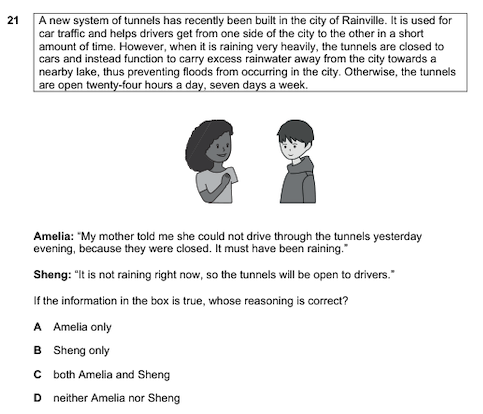 21 A new system of tunnels has recently been built in the city of Rainville. It is used for
car traffic and helps drivers get from one side of the city to the other in a short
amount of time. However, when it is raining very heavily, the tunnels are closed to
cars and instead function to carry excess rainwater away from the city towards a
nearby lake, thus preventing floods from occurring in the city. Otherwise, the tunnels
are open twenty-four hours a day, seven days a week.
Amelia: "My mother told me she could not drive through the tunnels yesterday
evening, because they were closed. It must have been raining."
Sheng: "It is not raining right now, so the tunnels will be open to drivers."
If the information in the box is true, whose reasoning is correct?
A Amelia only
B Sheng only
C both Amelia and Sheng
D neither Amelia nor Sheng